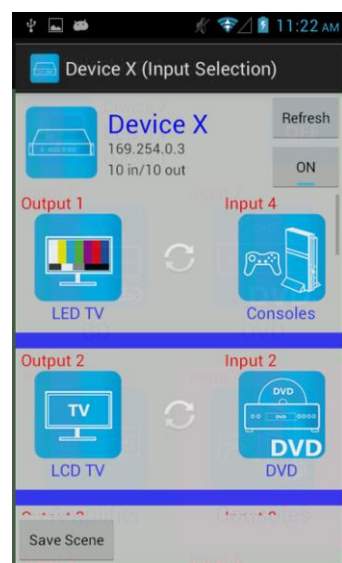 11:22 AM
Device X (Input Selection)
Device X
169.254.0.3
10 in/10 out
Refresh
ON
Output 1
Input 4
LED TV
Consoles
Output 2
Input 2
TV
DVD
DVD
LCD TV
DVD
Save Scene